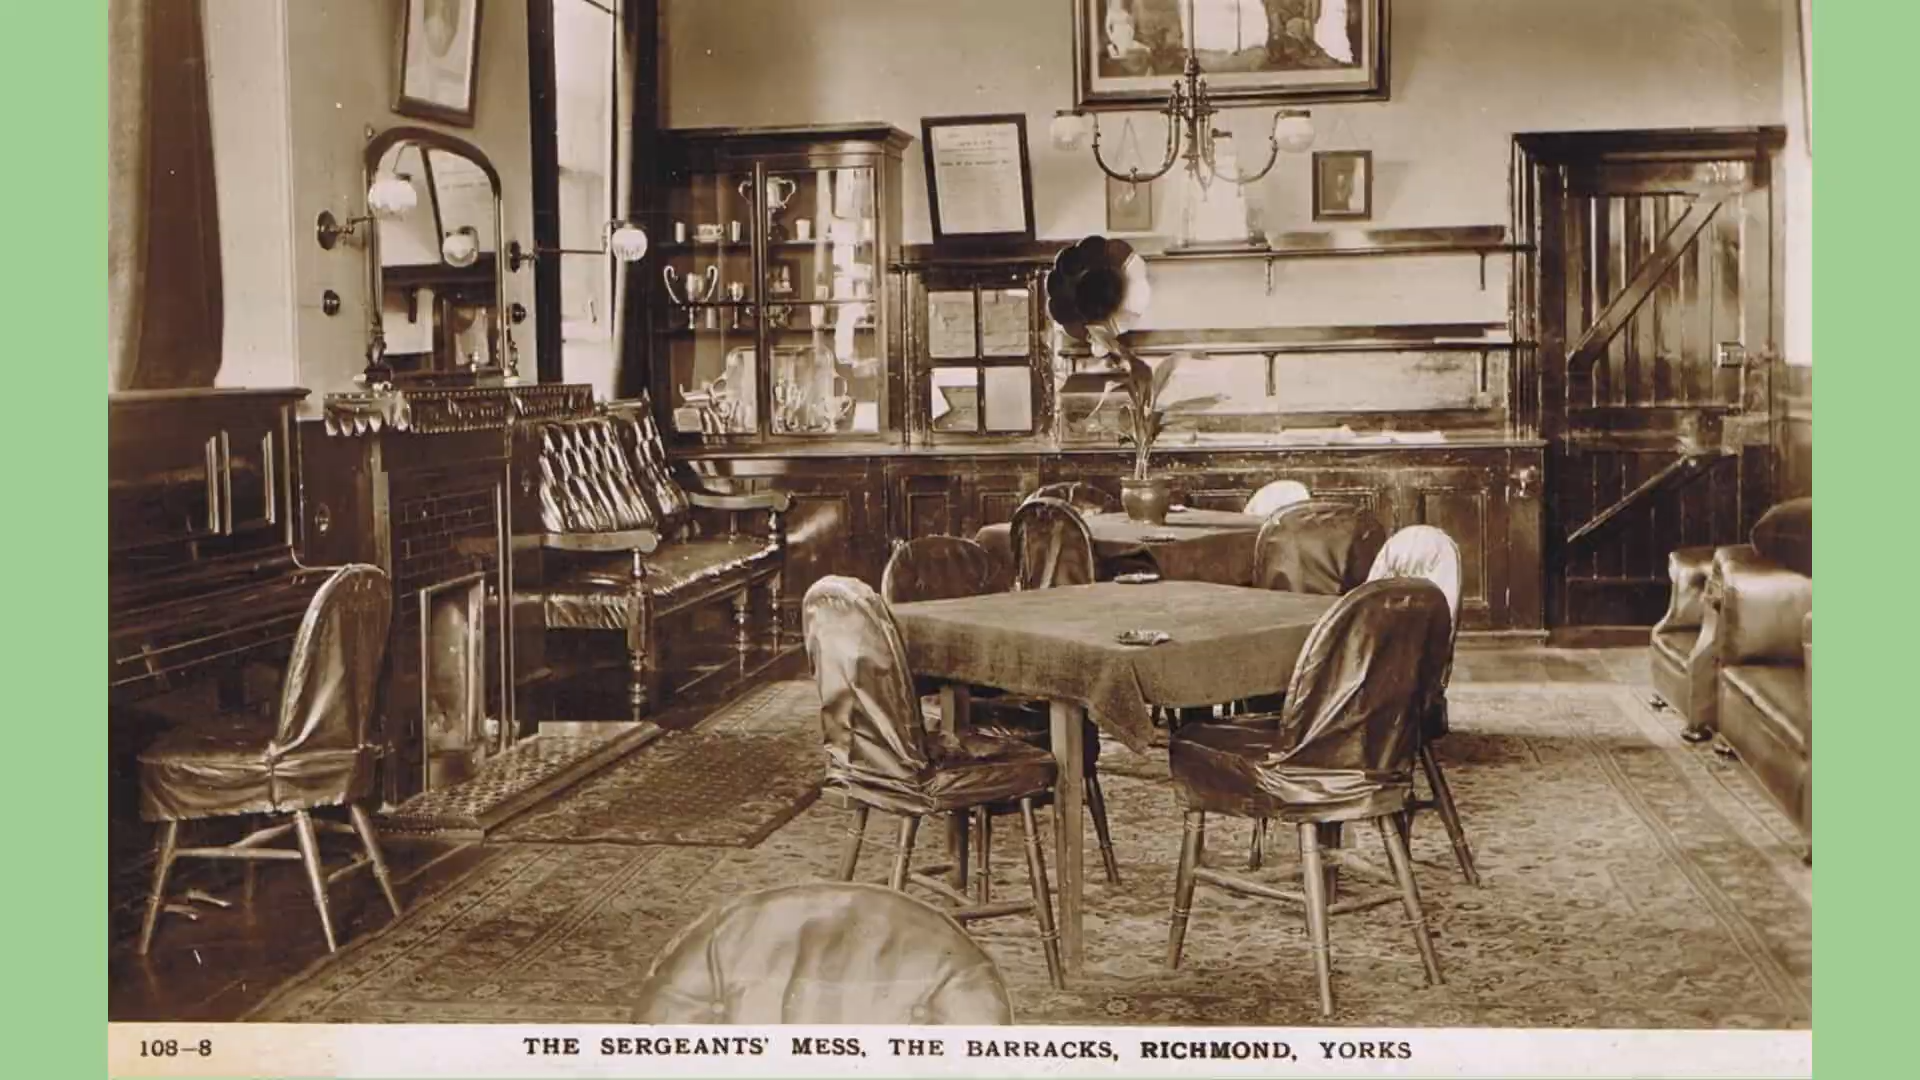 108–8 THE SERGEANTS' MESS, THE BARRACKS, RICHMOND, YORKS